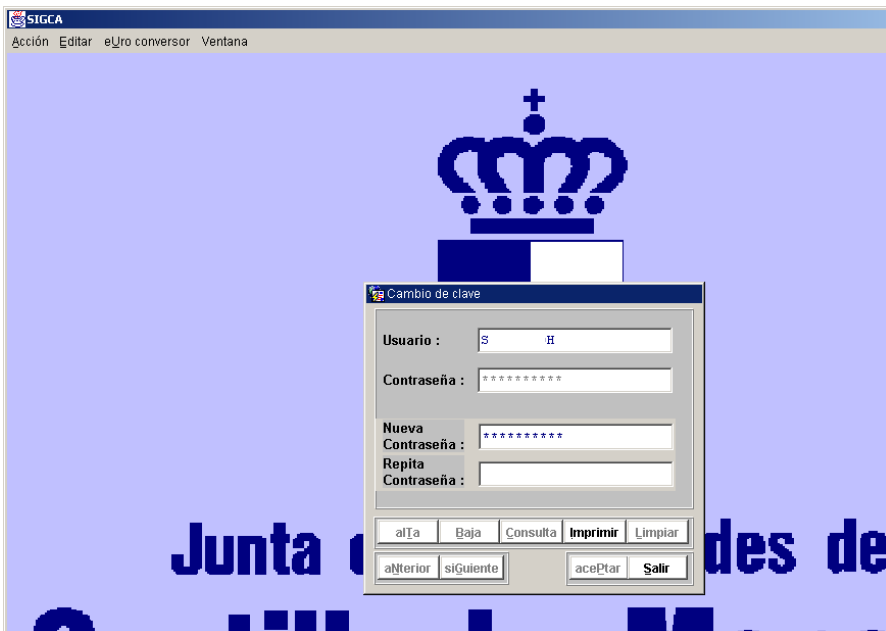 SIGCA
Acción Editar eUro conversor Ventana
Cambio de clave
Usuario : S H
Contraseña : **********
Nueva
Contraseña : **********
Repita
Contraseña :
alTa Baja Consulta Imprimir Limpiar
aNterior siGuiente acePtar Salir
Junta des de